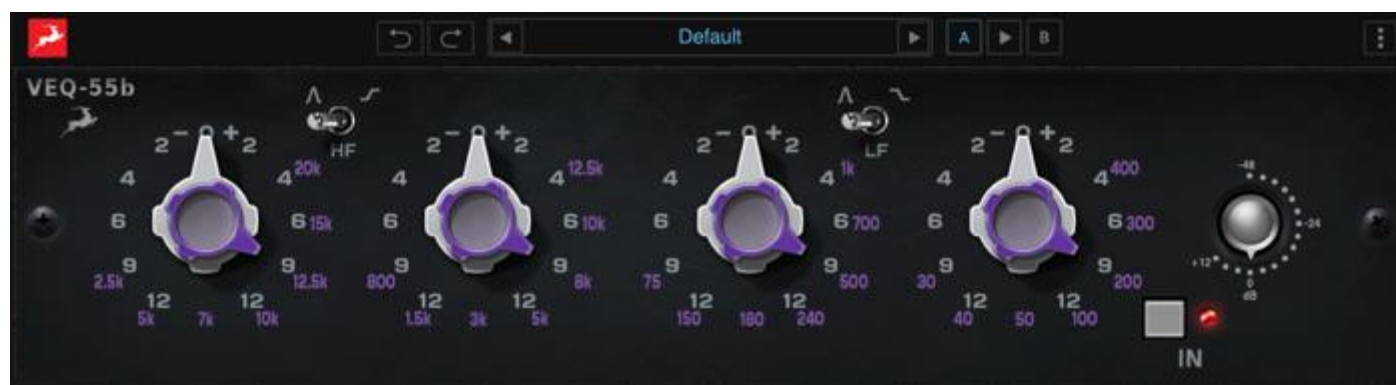 Default A B
VEQ-55b
HF LF
2 - + 2 2 - + 2 2 - + 2 2 - + 2
4 4 20k 4 4 12.5k 4 4 1k 4 4 400
6 6 15k 6 6 10k 6 6 700 6 6 300
9 9 9 9 9 9 9 9
2.5k 12.5k 800 8k 75 500 30 200
12 12 12 12 12 12 12 12
5k 7k 10k 1.5k 3k 5k 150 180 240 40 50 100
-48
-24
+12
0
dB
IN